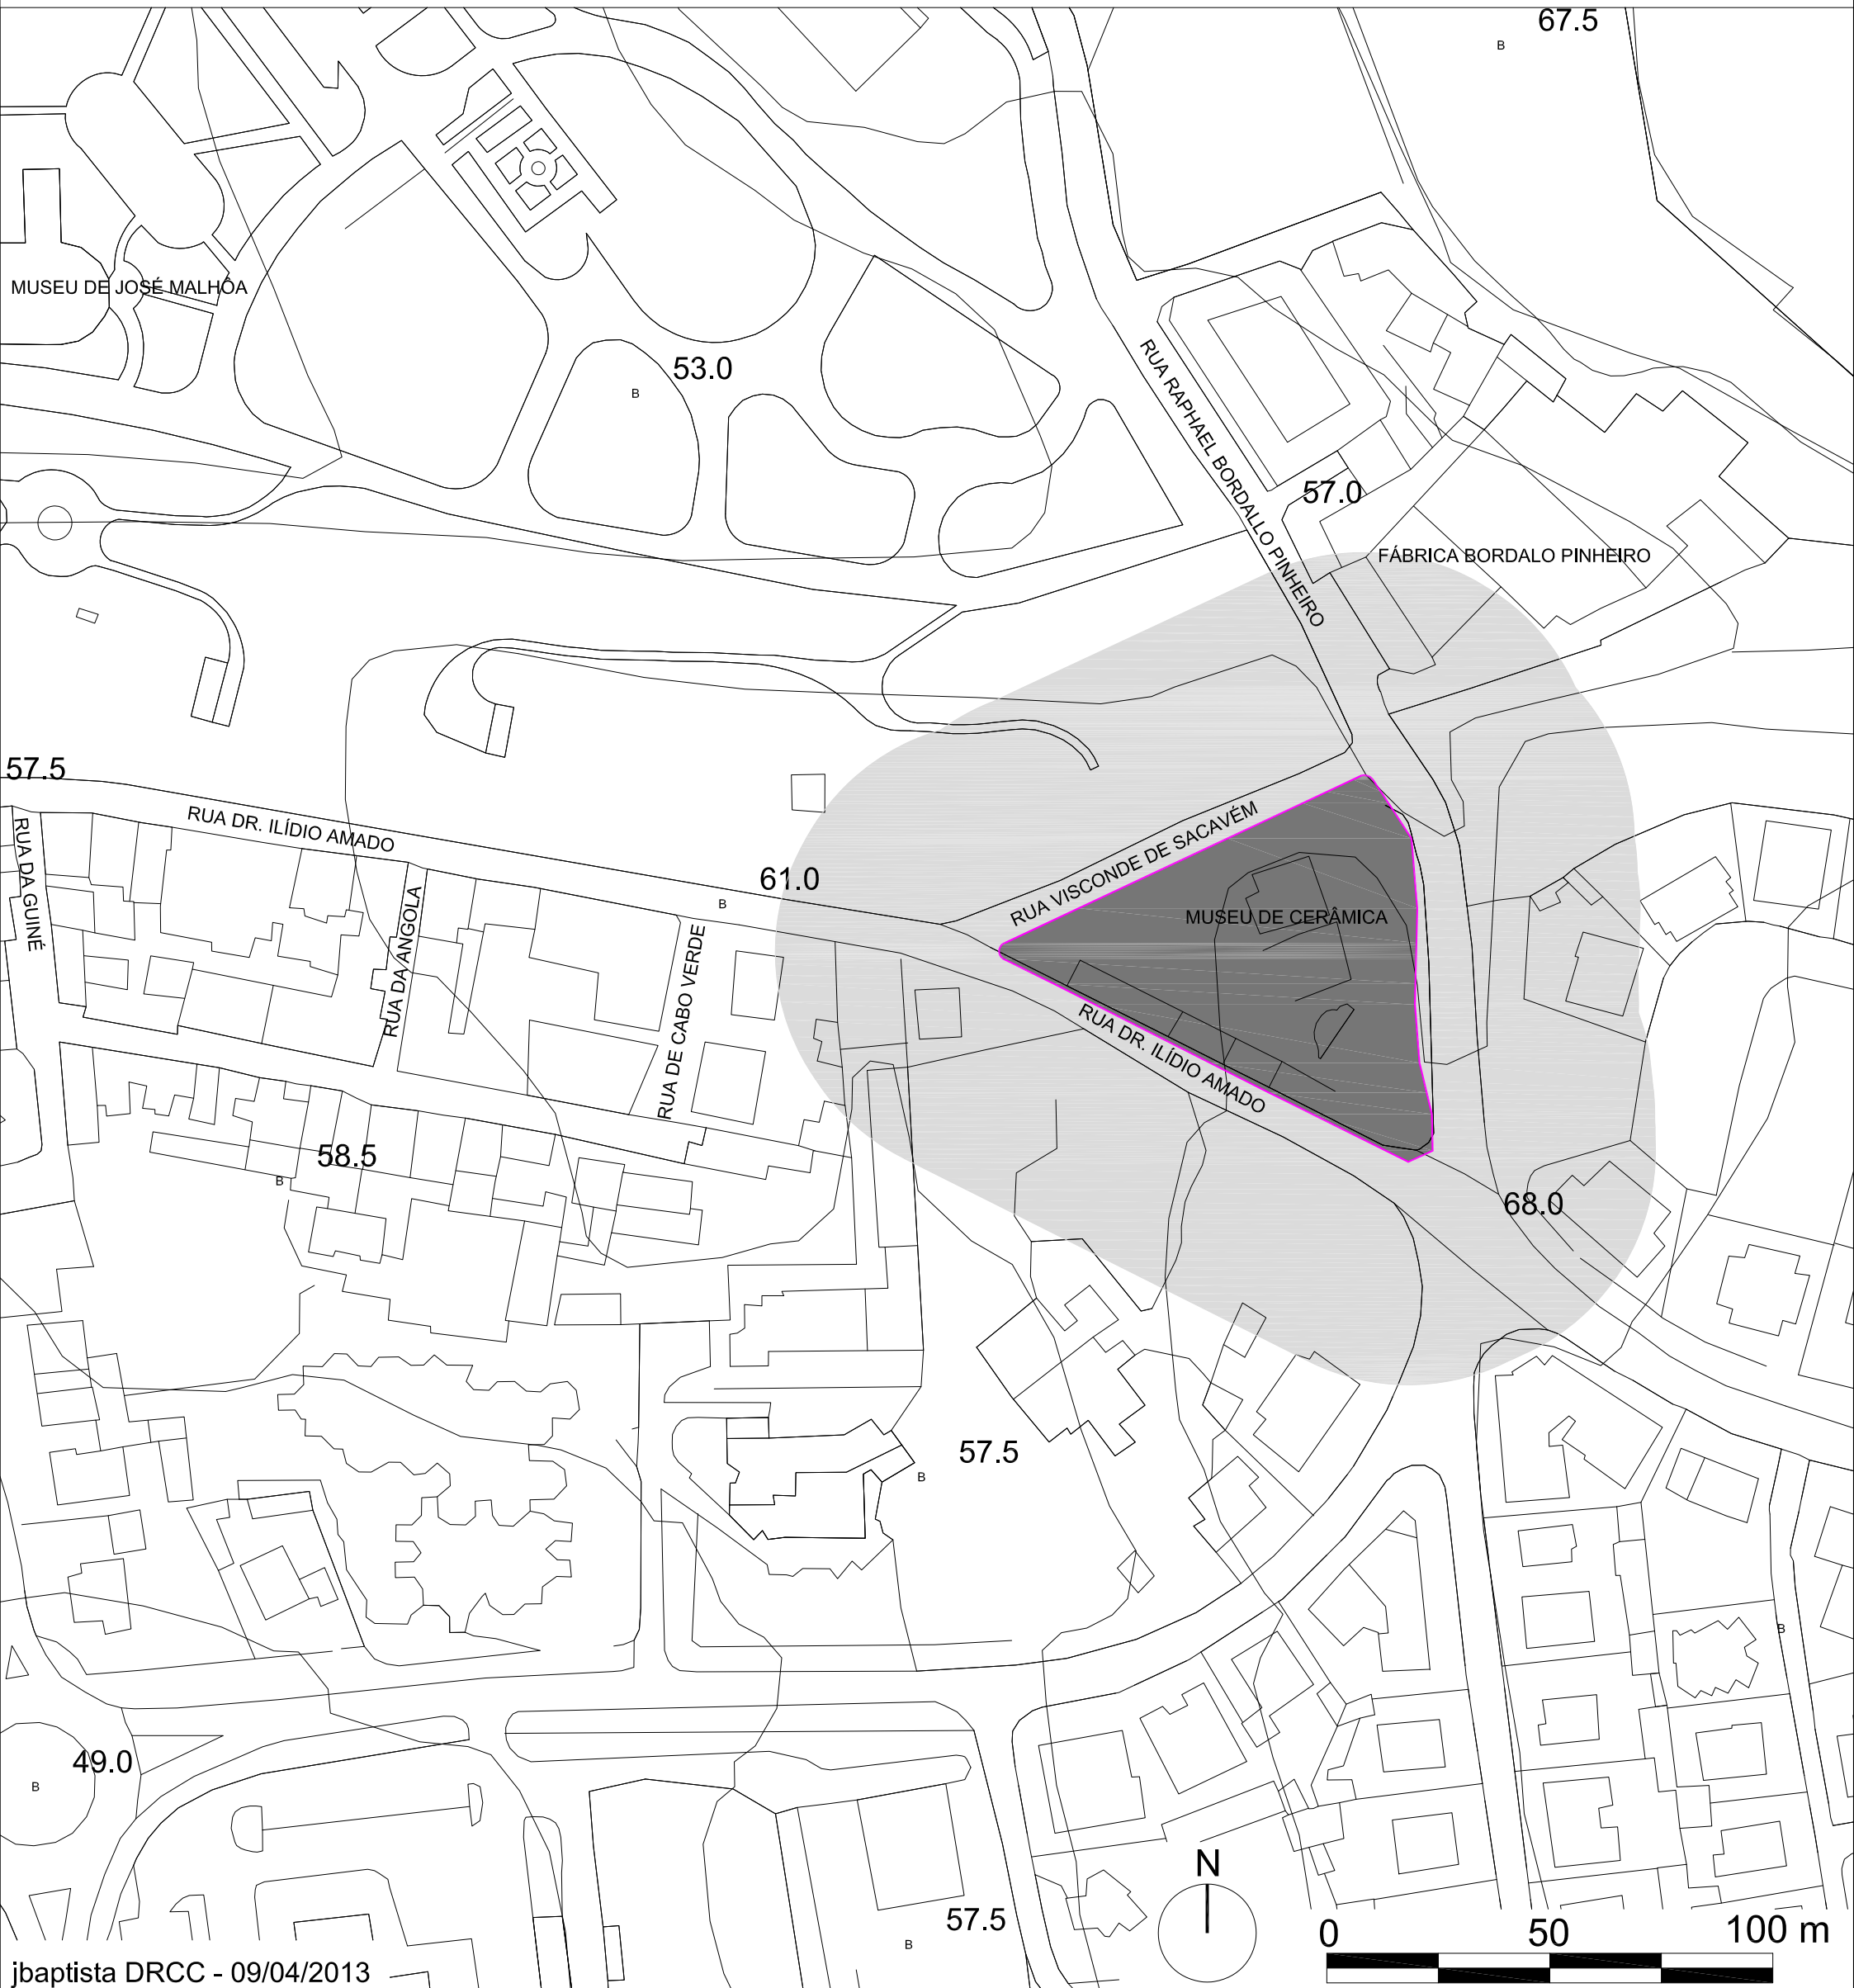 67.5
B
MUSEU DE JOSÉ MALHÔA
53.0
B
RUA RAPHAEL BORDALLO PINHEIRO
57.0
FÁBRICA BORDALO PINHEIRO
57.5
RUA DR. ILÍDIO AMADO
RUA DA GUINÉ
61.0
B
RUA VISCONDE DE SACAVÉM
MUSEU DE CERÂMICA
RUA DA ANGOLA
RUA DE CABO VERDE
RUA DR. ILÍDIO AMADO
58.5
B
68.0
57.5
B
B
49.0
B
N
57.5
B
0 50 100 m
jbaptista DRCC - 09/04/2013